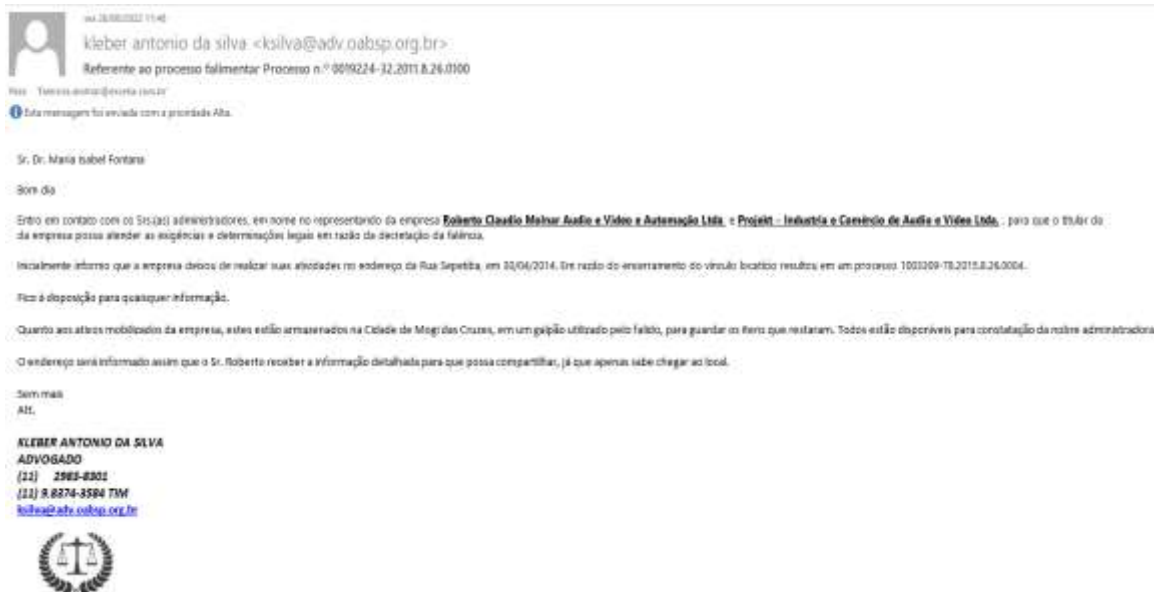 kleber antonio da silva <ksilva@adv.oabsp.org.br>
Referente ao processo falimentar Processo n.º 0019224-32.2011.8.26.0100
Esta mensagem foi enviada com a prioridade Alta.
Sr. Dr. Maria Isabel Fontana
Bom dia
Entro em contato com os Srs.(as) administradores, em nome no representando da empresa Roberto Claudio Molnar Audio e Video e Automação Ltda. e Projekt - Industria e Comércio de Audio e Video Ltda. , para que o titular da
da empresa possa atender as exigências e determinações legais em razão da decretação da falência.
Inicialmente informo que a empresa deixou de realizar suas atividades no endereço da Rua Sepetiba, em 30/04/2014. Em razão do encerramento do vínculo locatício resultou em um processo 1003209-78.2015.8.26.0004.
Fico à disposição para quaisquer informação.
Quanto aos ativos mobilizados da empresa, estes estão armazenados na Cidade de Mogi das Cruzes, em um galpão utilizado pelo falido, para guardar os itens que restaram. Todos estão disponíveis para constatação da nobre administradora
O endereço será informado assim que o Sr. Roberto receber a informação detalhada para que possa compartilhar, já que apenas sabe chegar ao local.
Sem mais
Att.
KLEBER ANTONIO DA SILVA
ADVOGADO
(11) 2983-8301
(11) 9.8374-3584 TIM
ksilva@adv.oabsp.org.br